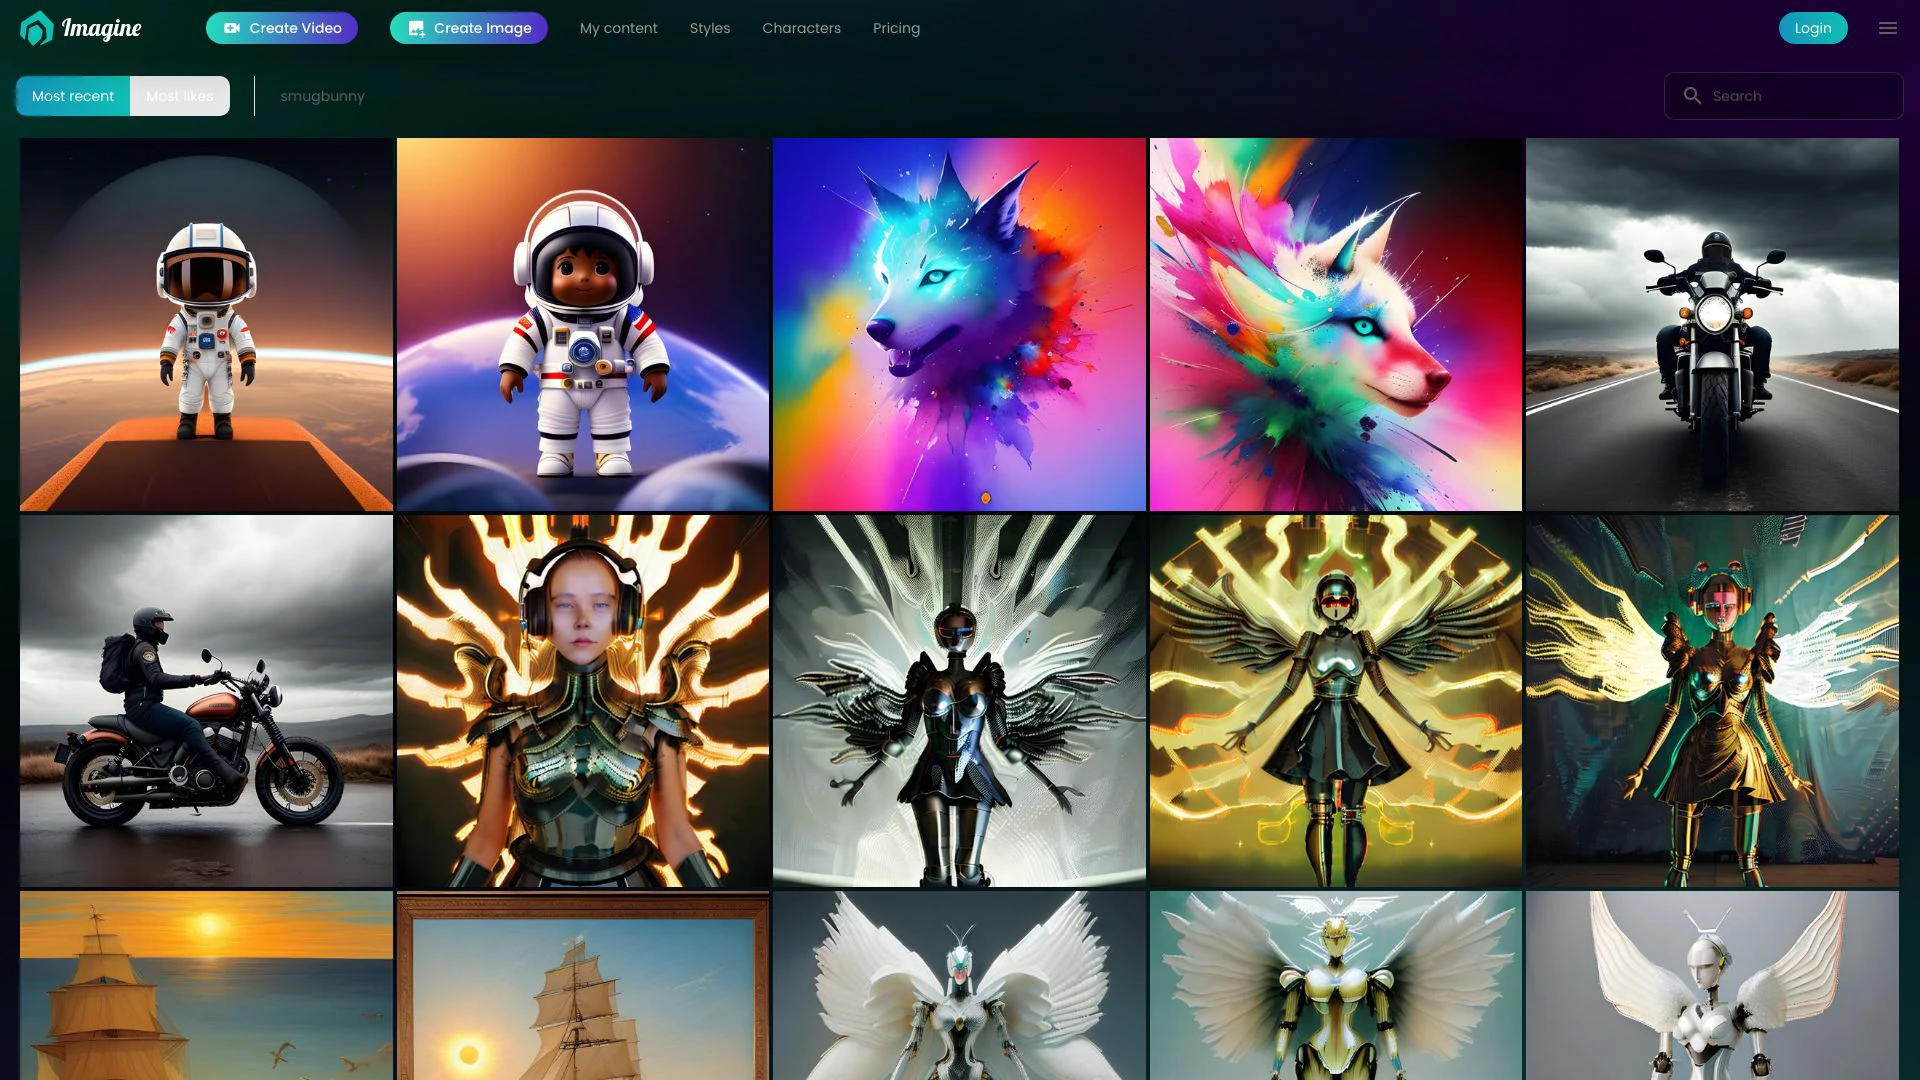 Imagine
Create Video
Create Image
My content
Styles
Characters
Pricing
Login
Most recent
Most likes
smugbunny
Search